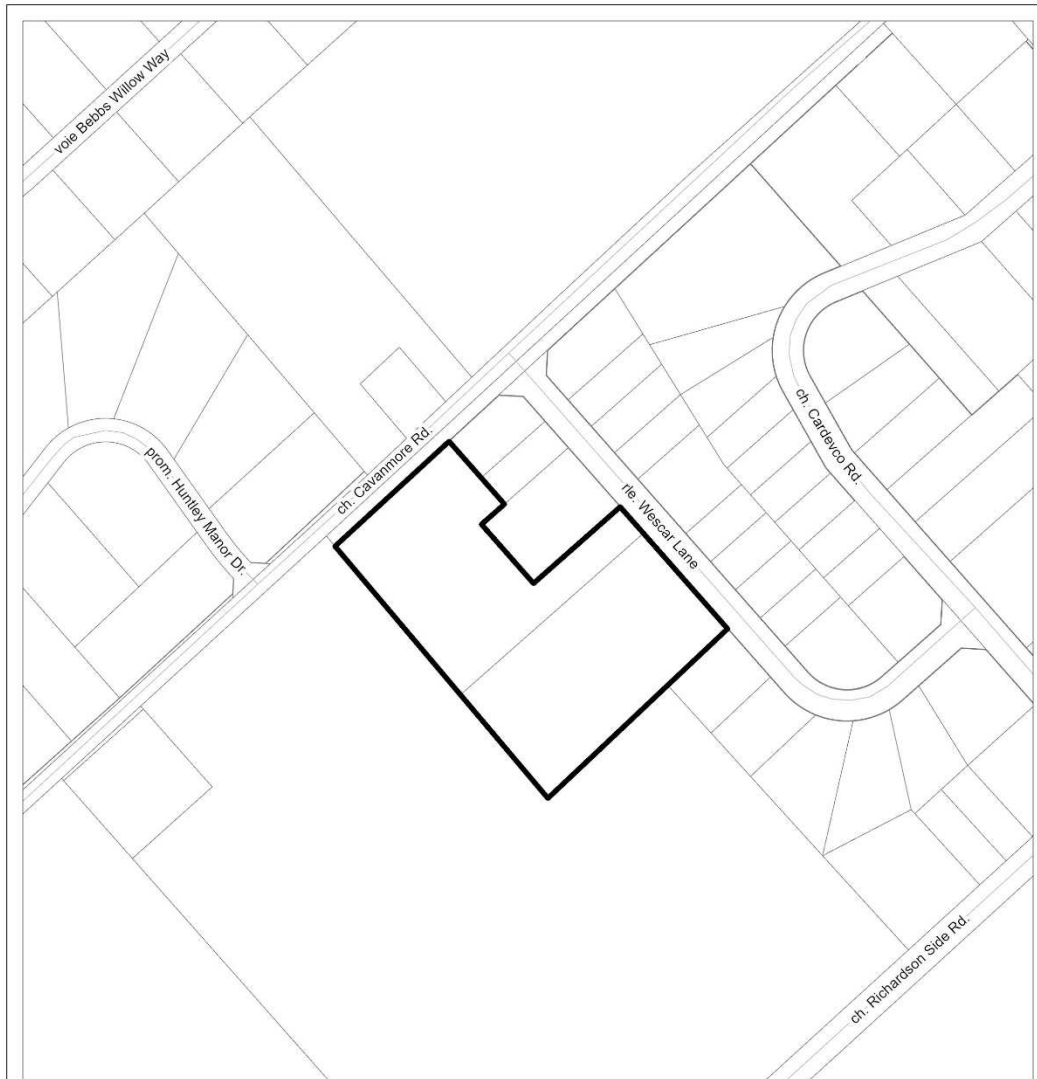 voie Bebbs Willow Way
ch. Cardevco Rd.
ch. Cavanmore Rd.
prom. Huntley Manor Dr.
rle. Wescar Lane
ch. Richardson Side Rd.